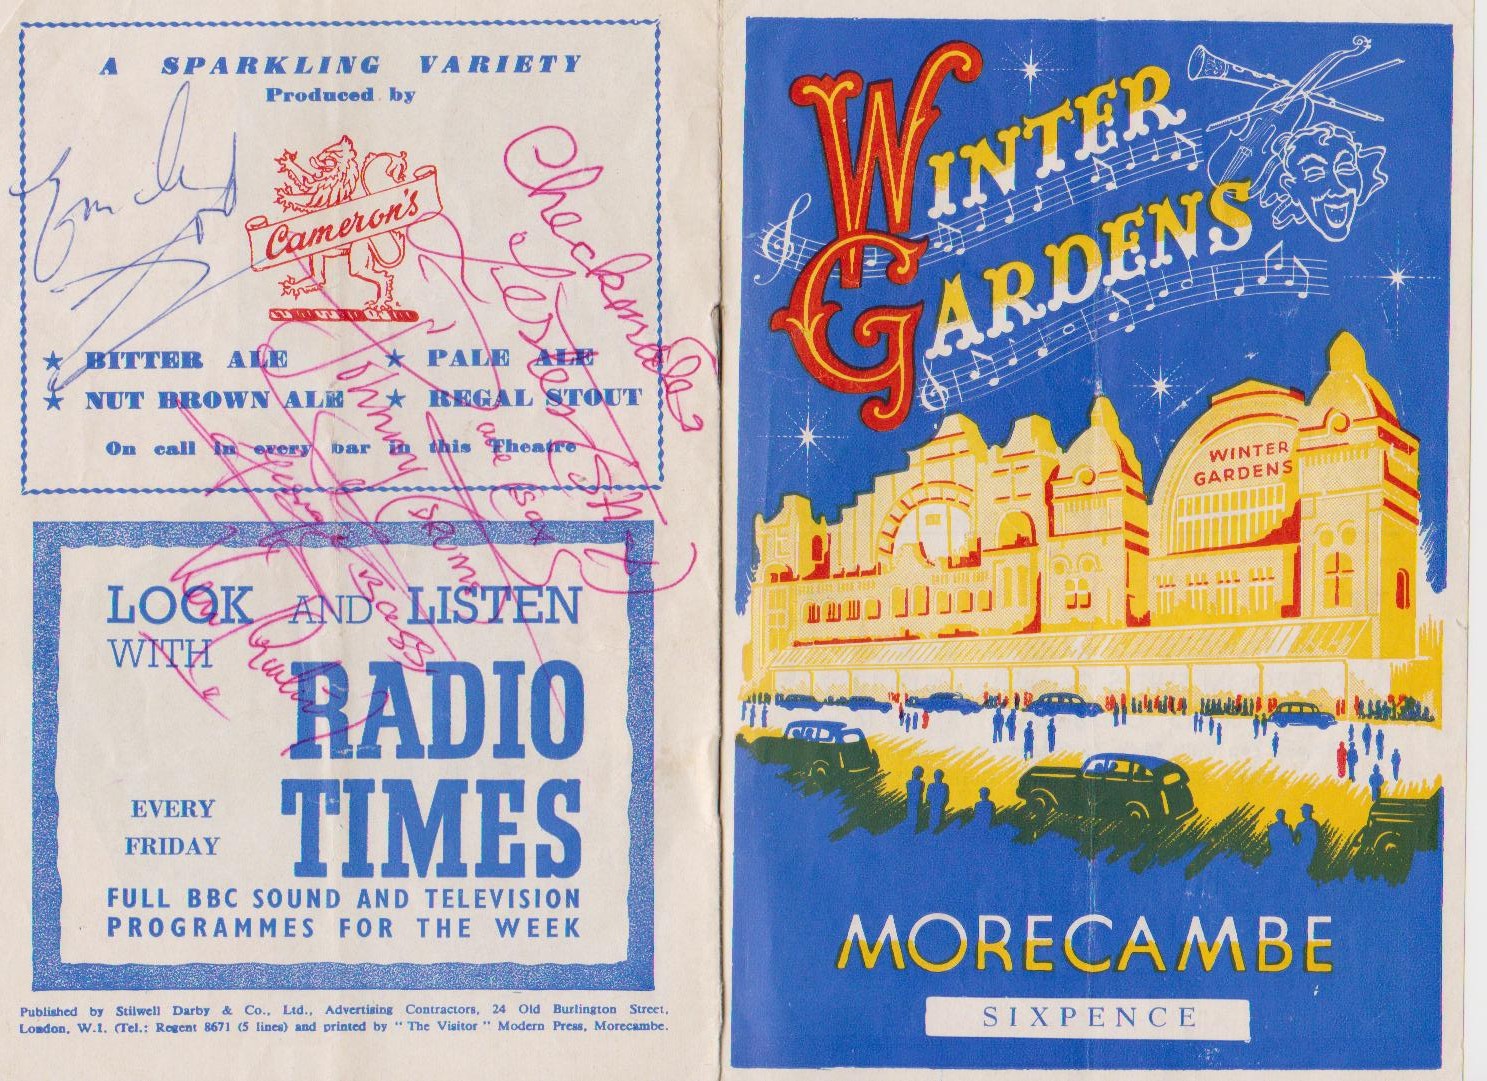 A SPARKLING VARIETY
Produced by
Cameron's
★ BITTER ALE ★ PALE ALE
★ NUT BROWN ALE ★ REGAL STOUT
On call in every bar in this Theatre
Checkmates
Johnny
LOOK AND LISTEN
WITH
RADIO
TIMES
EVERY
FRIDAY
FULL BBC SOUND AND TELEVISION
PROGRAMMES FOR THE WEEK
Published by Stilwell Darby & Co., Ltd., Advertising Contractors, 24 Old Burlington Street,
London, W.1. (Tel.: Regent 8671 (5 lines) and printed by "The Visitor" Modern Press, Morecambe.
WINTER
GARDENS
WINTER
GARDENS
MORECAMBE
SIXPENCE